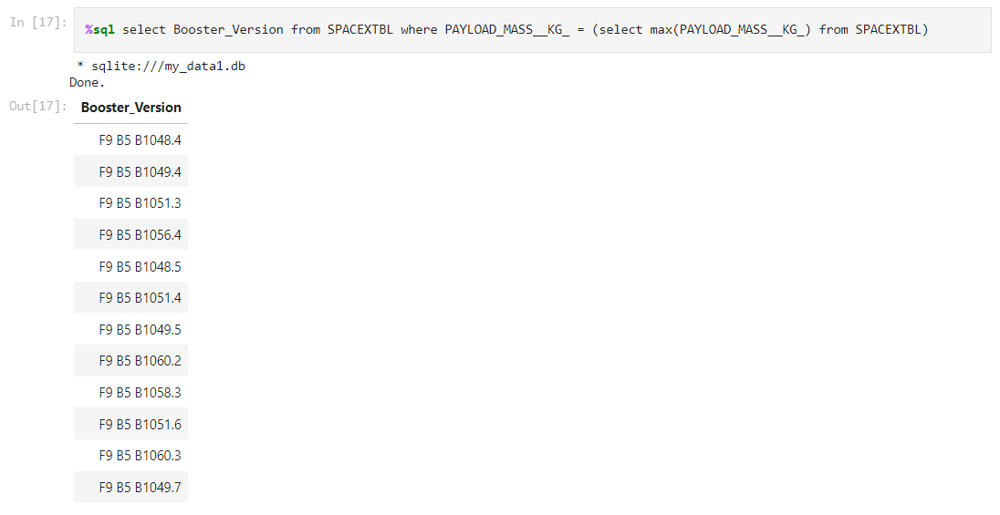 In [17]: %sql select Booster_Version from SPACEXTBL where PAYLOAD_MASS__KG_ = (select max(PAYLOAD_MASS__KG_) from SPACEXTBL)
* sqlite:///my_data1.db
Done.
Out[17]: Booster_Version
F9 B5 B1048.4
F9 B5 B1049.4
F9 B5 B1051.3
F9 B5 B1056.4
F9 B5 B1048.5
F9 B5 B1051.4
F9 B5 B1049.5
F9 B5 B1060.2
F9 B5 B1058.3
F9 B5 B1051.6
F9 B5 B1060.3
F9 B5 B1049.7